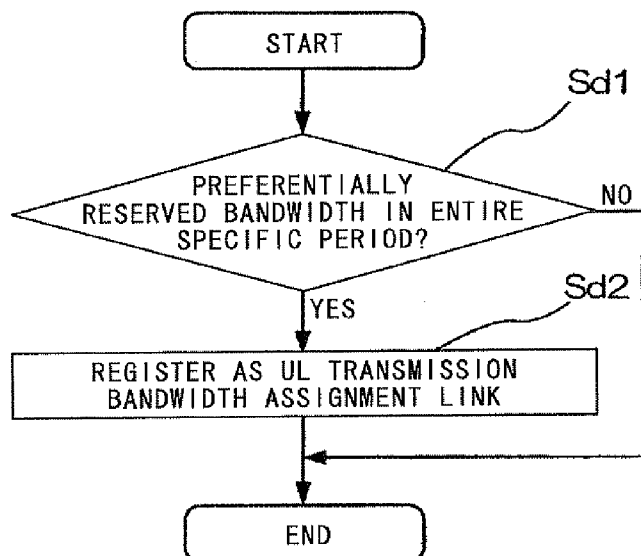 START
Sd1
PREFERENTIALLY
RESERVED BANDWIDTH IN ENTIRE
SPECIFIC PERIOD?
NO
YES
Sd2
REGISTER AS UL TRANSMISSION
BANDWIDTH ASSIGNMENT LINK
END